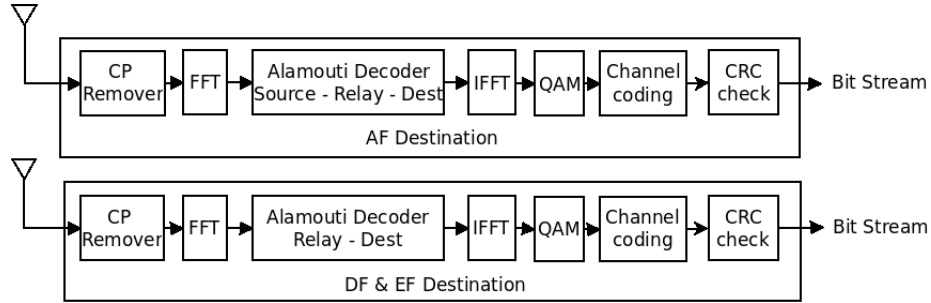 CP
Remover
FFT
Alamouti Decoder
Source - Relay - Dest
IFFT
QAM
Channel
coding
CRC
check
Bit Stream
AF Destination
CP
Remover
FFT
Alamouti Decoder
Relay - Dest
IFFT
QAM
Channel
coding
CRC
check
Bit Stream
DF & EF Destination